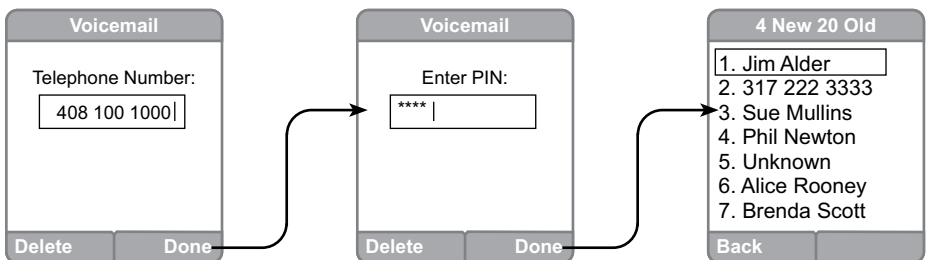 Voicemail
Telephone Number:
408 100 1000
Delete Done
Voicemail
Enter PIN:
****
Delete Done
4 New 20 Old
1. Jim Alder
2. 317 222 3333
3. Sue Mullins
4. Phil Newton
5. Unknown
6. Alice Rooney
7. Brenda Scott
Back